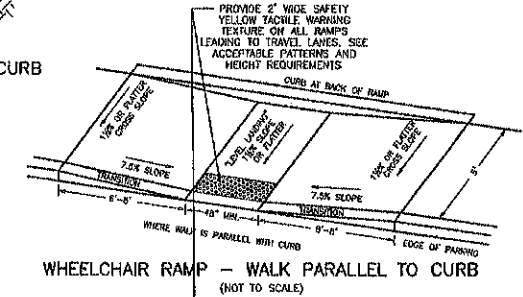 PROVIDE 2' WIDE SAFETY
YELLOW TACTILE WARNING
TEXTURE ON ALL RAMPS
LEADING TO TRAVEL LANES. SEE
ACCEPTABLE PATTERNS AND
HEIGHT REQUIREMENTS
CURB
CURB AT BACK OF RAMP
1½% OR FLATTER
CROSS SLOPE
"LEVEL LANDING"
1½% SLOPE
OR FLATTER
1½% OR FLATTER
CROSS SLOPE
5'
7.5% SLOPE
7.5% SLOPE
TRANSITION
TRANSITION
6'-8"
48" MIN.
6'-8"
WHERE WALK IS PARALLEL WITH CURB
EDGE OF PARKING
WHEELCHAIR RAMP - WALK PARALLEL TO CURB
(NOT TO SCALE)